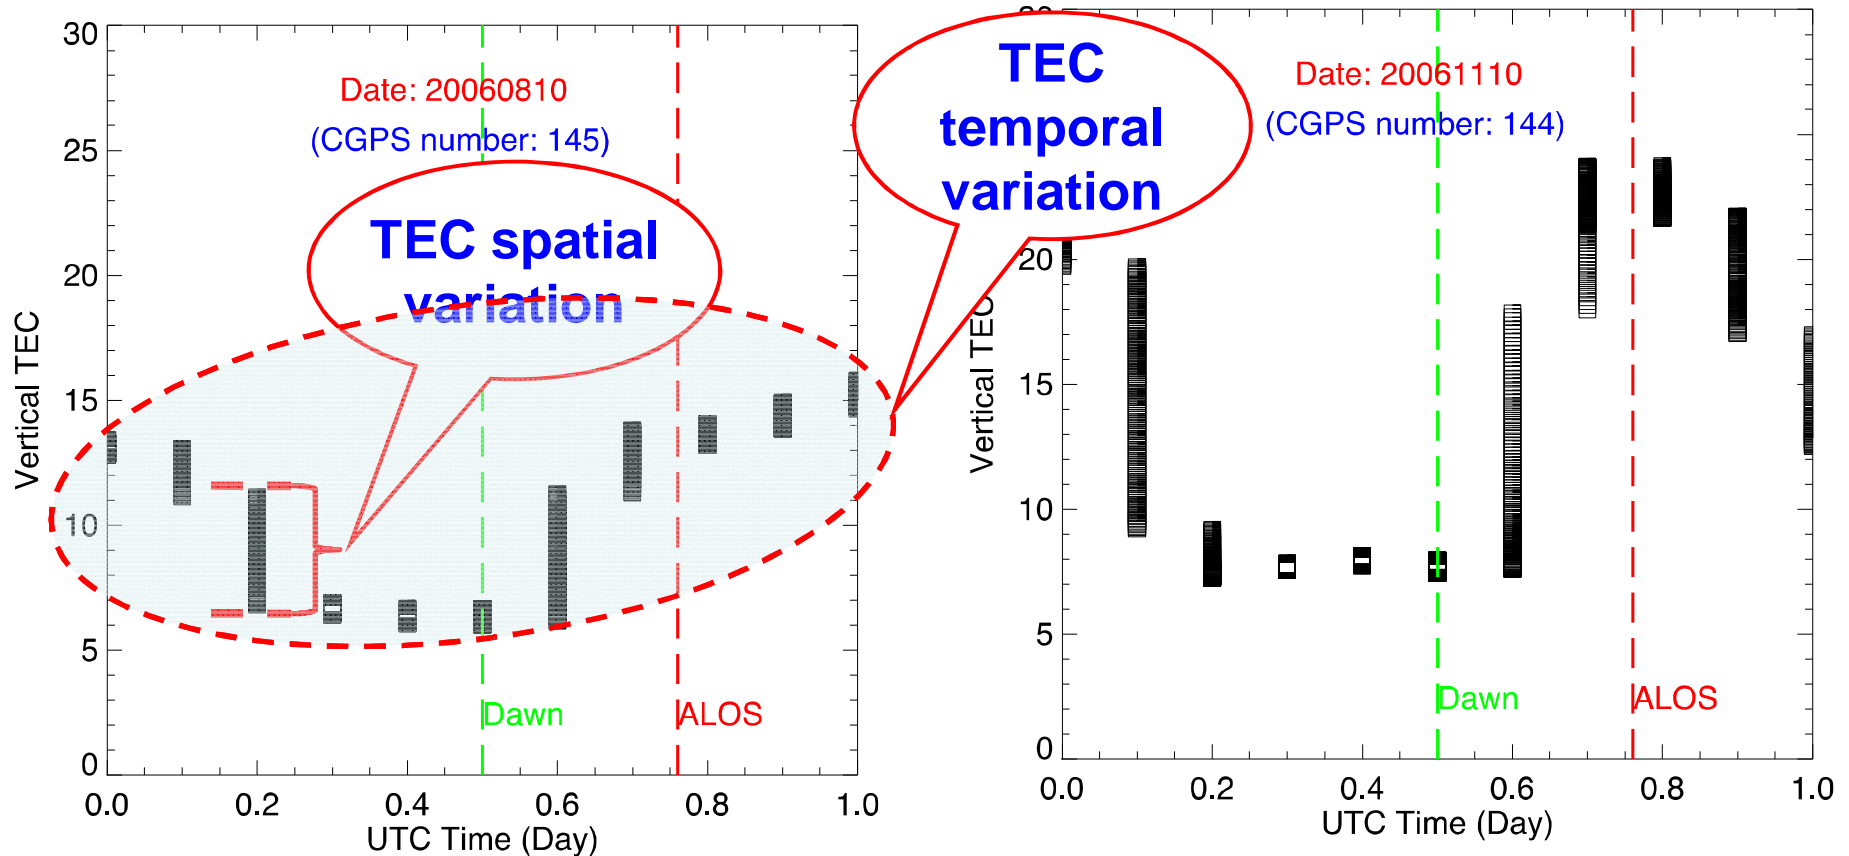 30
25
20
15
10
5
0
Vertical TEC
Date: 20060810
(CGPS number: 145)
TEC spatial
variation
Dawn
ALOS
0.0 0.2 0.4 0.6 0.8 1.0
UTC Time (Day)
TEC
temporal
variation
Date: 20061110
(CGPS number: 144)
20
15
10
5
0
Vertical TEC
Dawn
ALOS
0.0 0.2 0.4 0.6 0.8 1.0
UTC Time (Day)